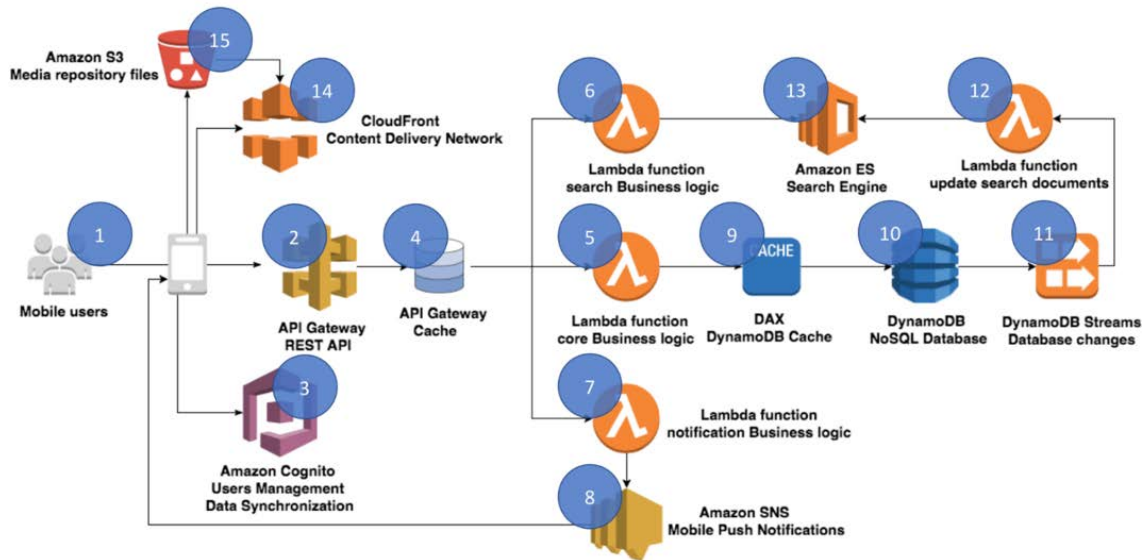 15
Amazon S3
Media repository files
14
CloudFront
Content Delivery Network
6
Lambda function
search Business logic
13
Amazon ES
Search Engine
12
Lambda function
update search documents
1
Mobile users
2
API Gateway
REST API
4
API Gateway
Cache
5
Lambda function
core Business logic
9
CACHE
DAX
DynamoDB Cache
10
DynamoDB
NoSQL Database
11
DynamoDB Streams
Database changes
3
Amazon Cognito
Users Management
Data Synchronization
7
Lambda function
notification Business logic
8
Amazon SNS
Mobile Push Notifications